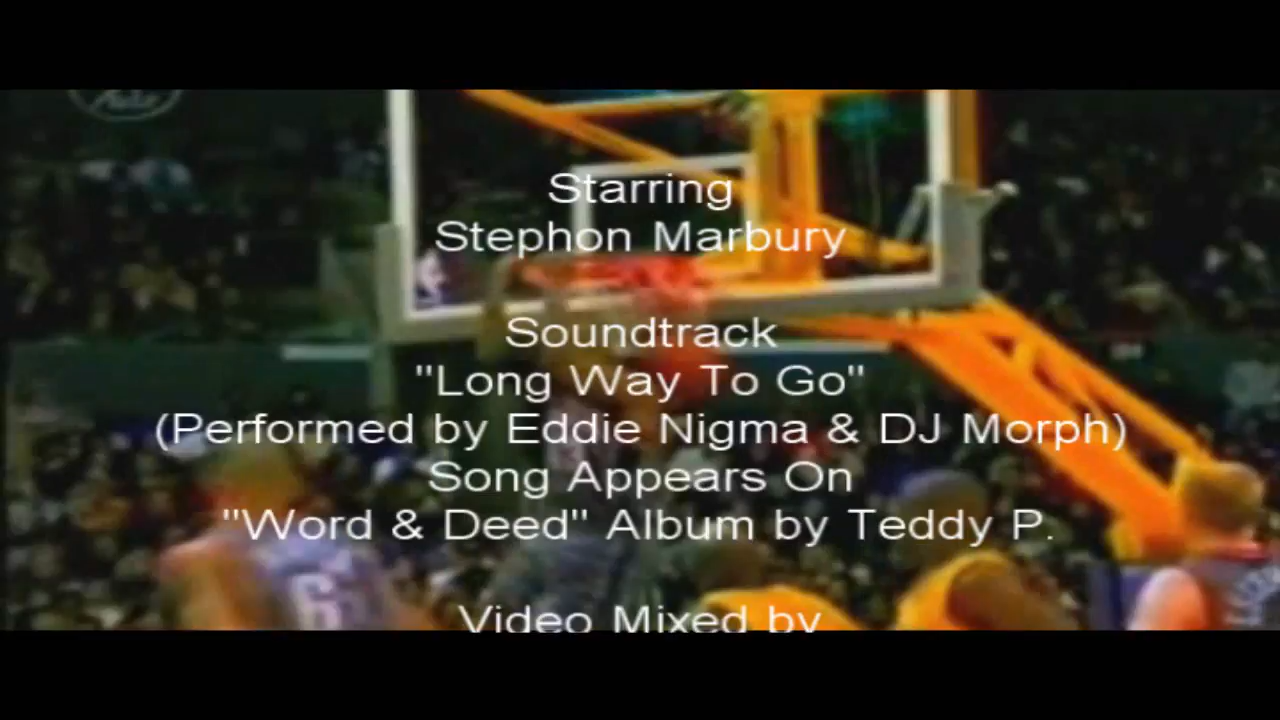 Starring
Stephon Marbury
Soundtrack
"Long Way To Go"
(Performed by Eddie Nigma & DJ Morph)
Song Appears On
"Word & Deed" Album by Teddy P.
Video Mixed by